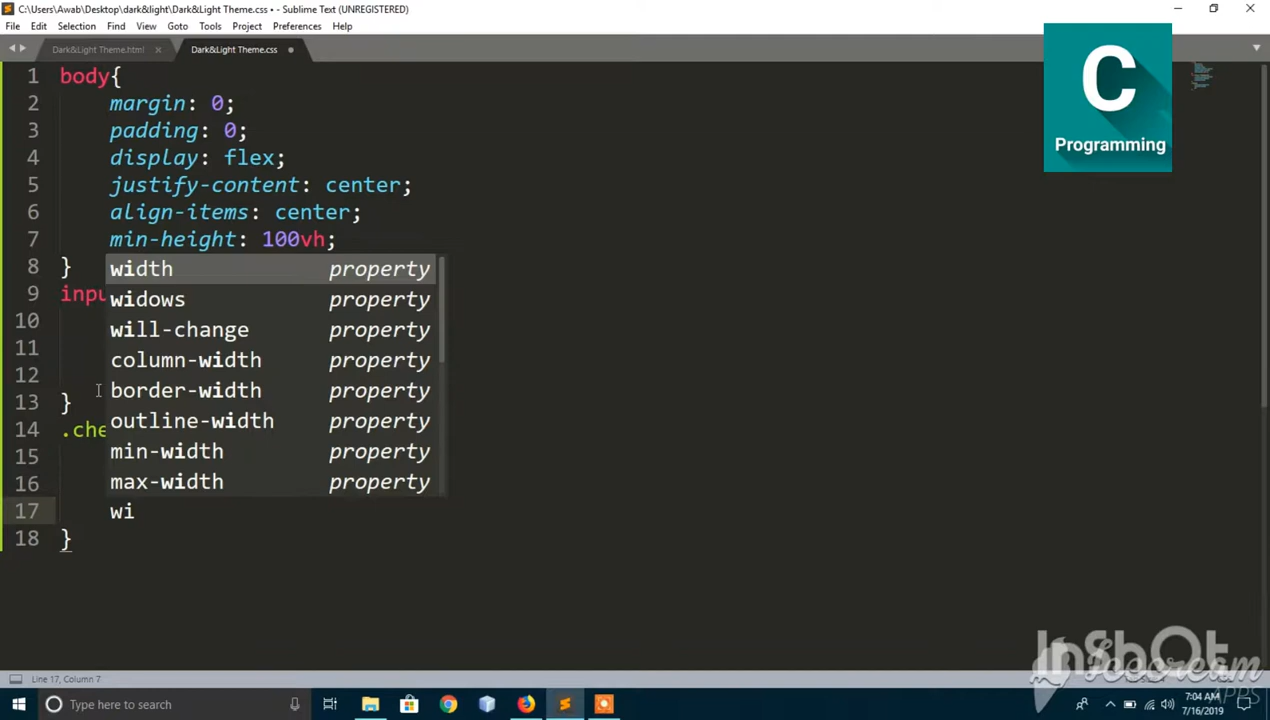 C:\Users\Awab\Desktop\dark&light\Dark&Light Theme.css • - Sublime Text (UNREGISTERED)
File Edit Selection Find View Goto Tools Project Preferences Help
Dark&Light Theme.html Dark&Light Theme.css
C
Programming
1 body{
2 margin: 0;
3 padding: 0;
4 display: flex;
5 justify-content: center;
6 align-items: center;
7 min-height: 100vh;
8 }
width property
9 inpu
widows property
10
will-change property
11
column-width property
12
border-width property
13 }
outline-width property
14 .che
min-width property
15
max-width property
16
17 wi
18 }
InShOt
Line 17, Column 7
Type here to search
7:04 AM
7/16/2019